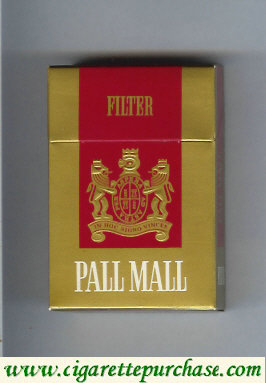 FILTER
IN HOC SIGNO VINCES
PALL MALL
www.cigarettepurchase.com